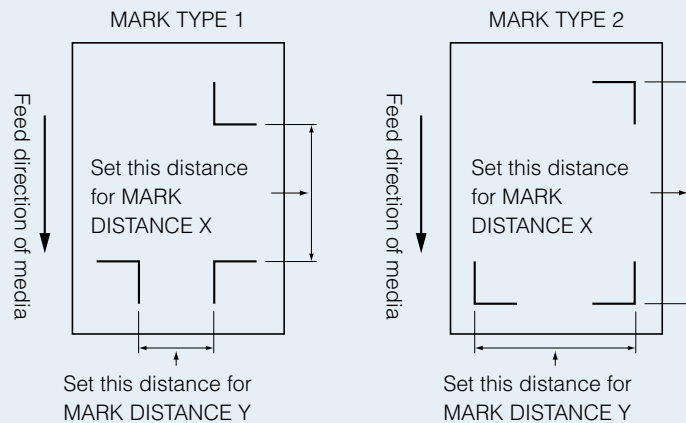 MARK TYPE 1
Feed direction of media
Set this distance
for MARK
DISTANCE X
Set this distance for
MARK DISTANCE Y
MARK TYPE 2
Feed direction of media
Set this distance
for MARK
DISTANCE X
Set this distance for
MARK DISTANCE Y